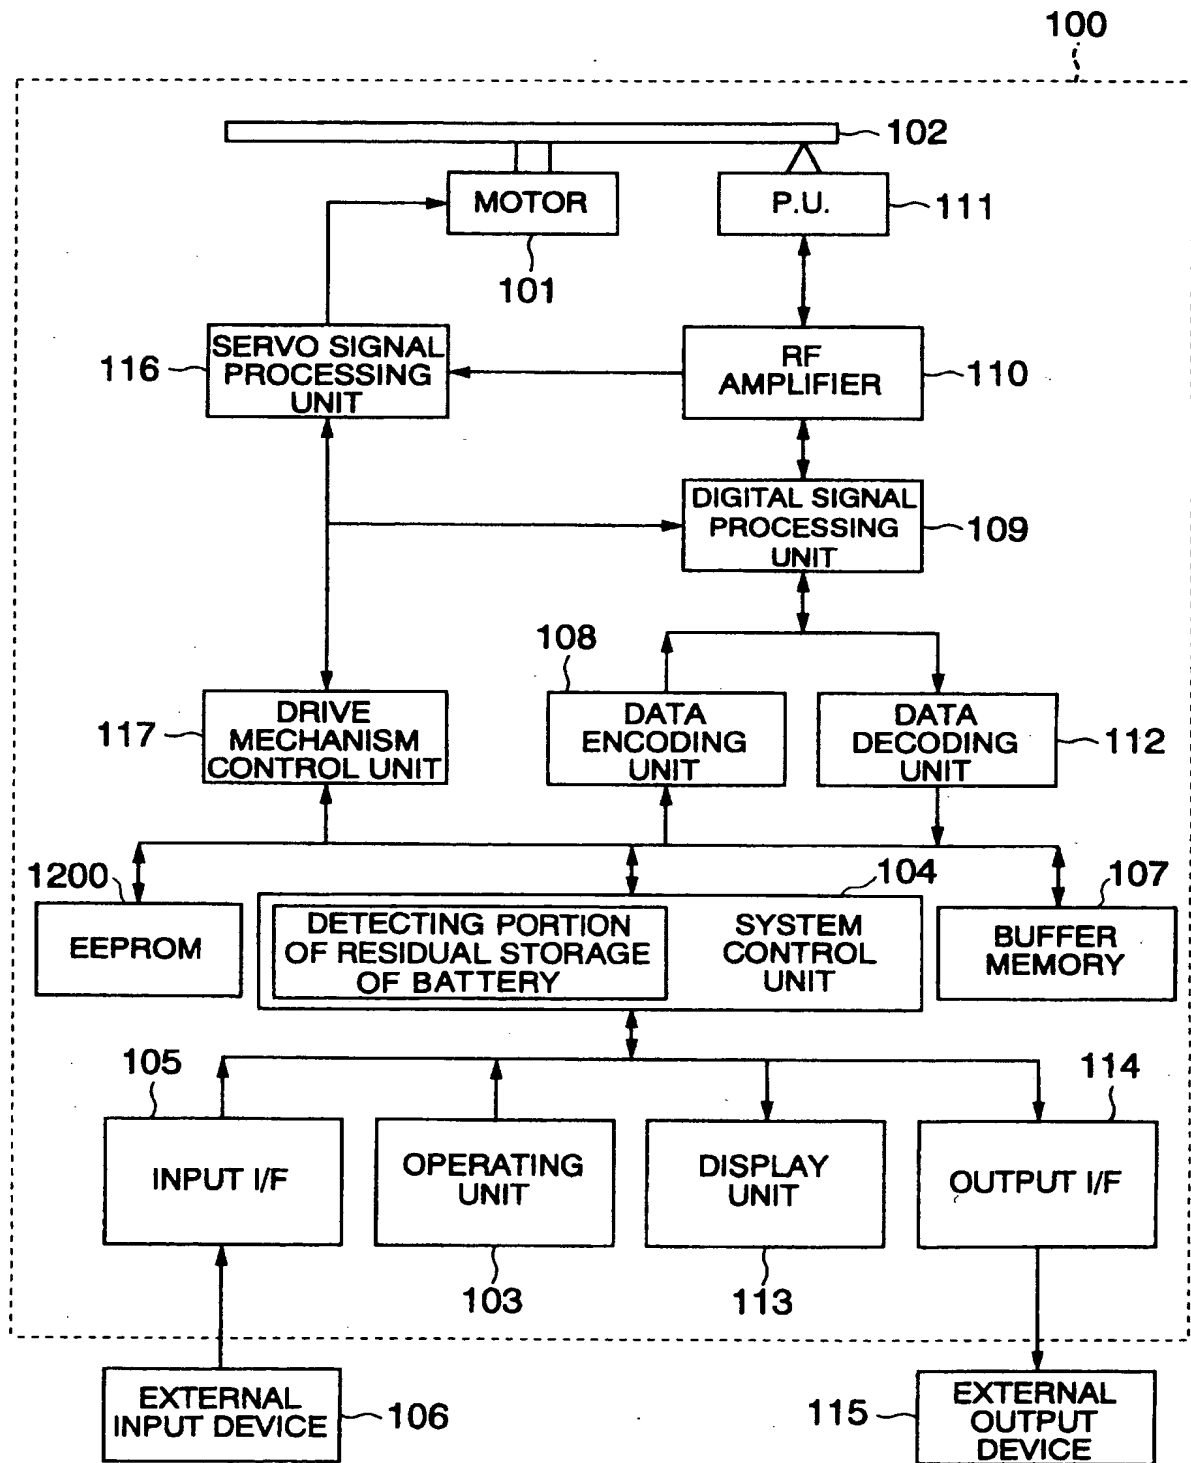 100
102
MOTOR
P.U.
111
101
SERVO SIGNAL
PROCESSING
UNIT
116
RF
AMPLIFIER
110
DIGITAL SIGNAL
PROCESSING
UNIT
109
108
DRIVE
MECHANISM
CONTROL UNIT
117
DATA
ENCODING
UNIT
DATA
DECODING
UNIT
112
1200
104
107
EEPROM
DETECTING PORTION
OF RESIDUAL STORAGE
OF BATTERY
SYSTEM
CONTROL
UNIT
BUFFER
MEMORY
105
114
INPUT I/F
OPERATING
UNIT
DISPLAY
UNIT
OUTPUT I/F
103
113
EXTERNAL
INPUT DEVICE
106
115
EXTERNAL
OUTPUT
DEVICE